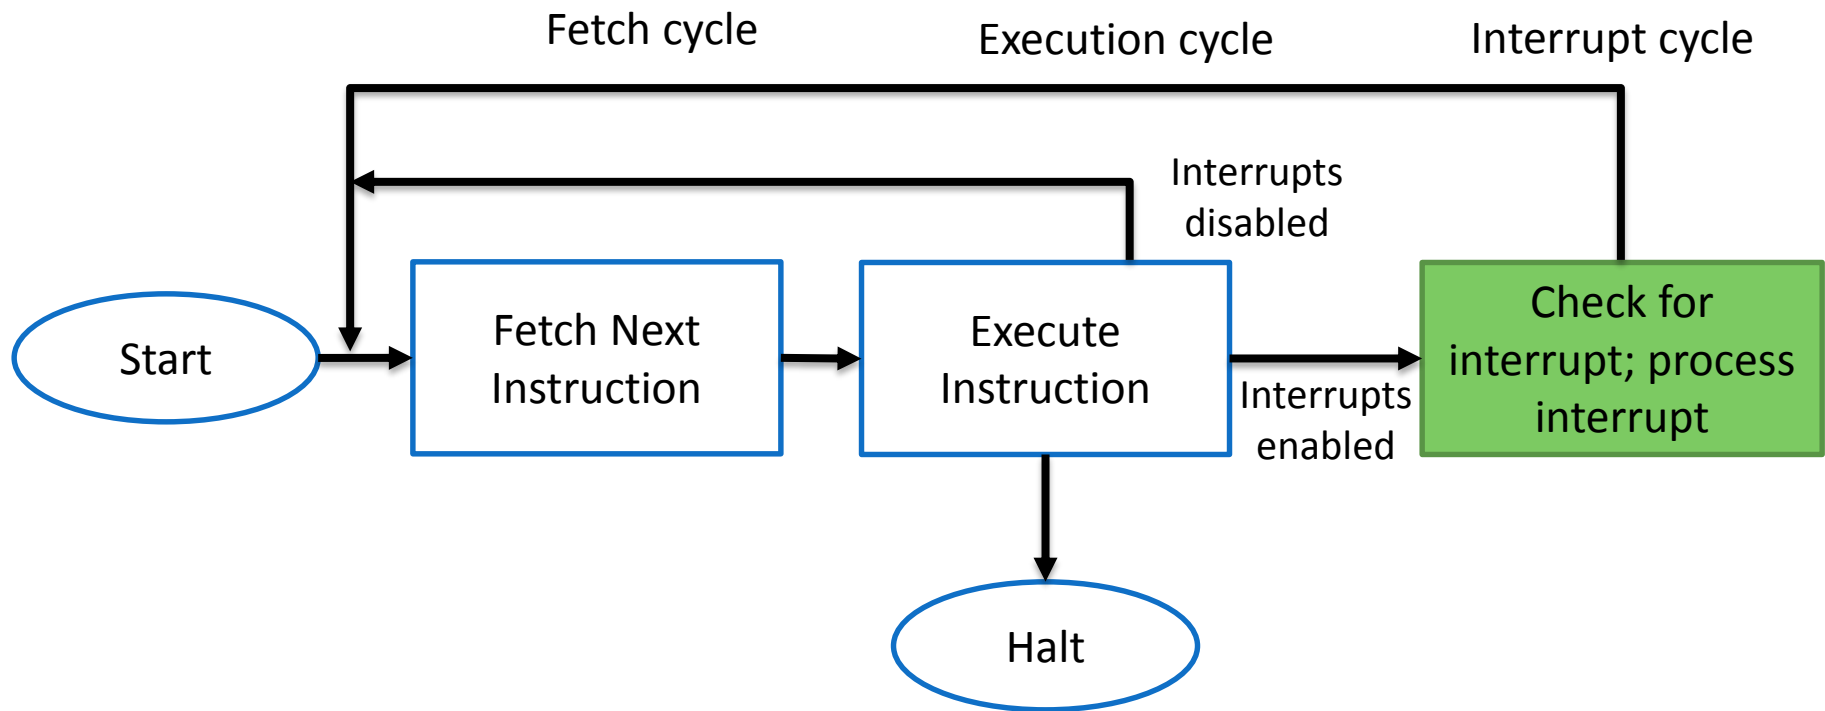 Fetch cycle
Execution cycle
Interrupt cycle
Interrupts
disabled
Start
Fetch Next
Instruction
Execute
Instruction
Interrupts
enabled
Check for
interrupt; process
interrupt
Halt